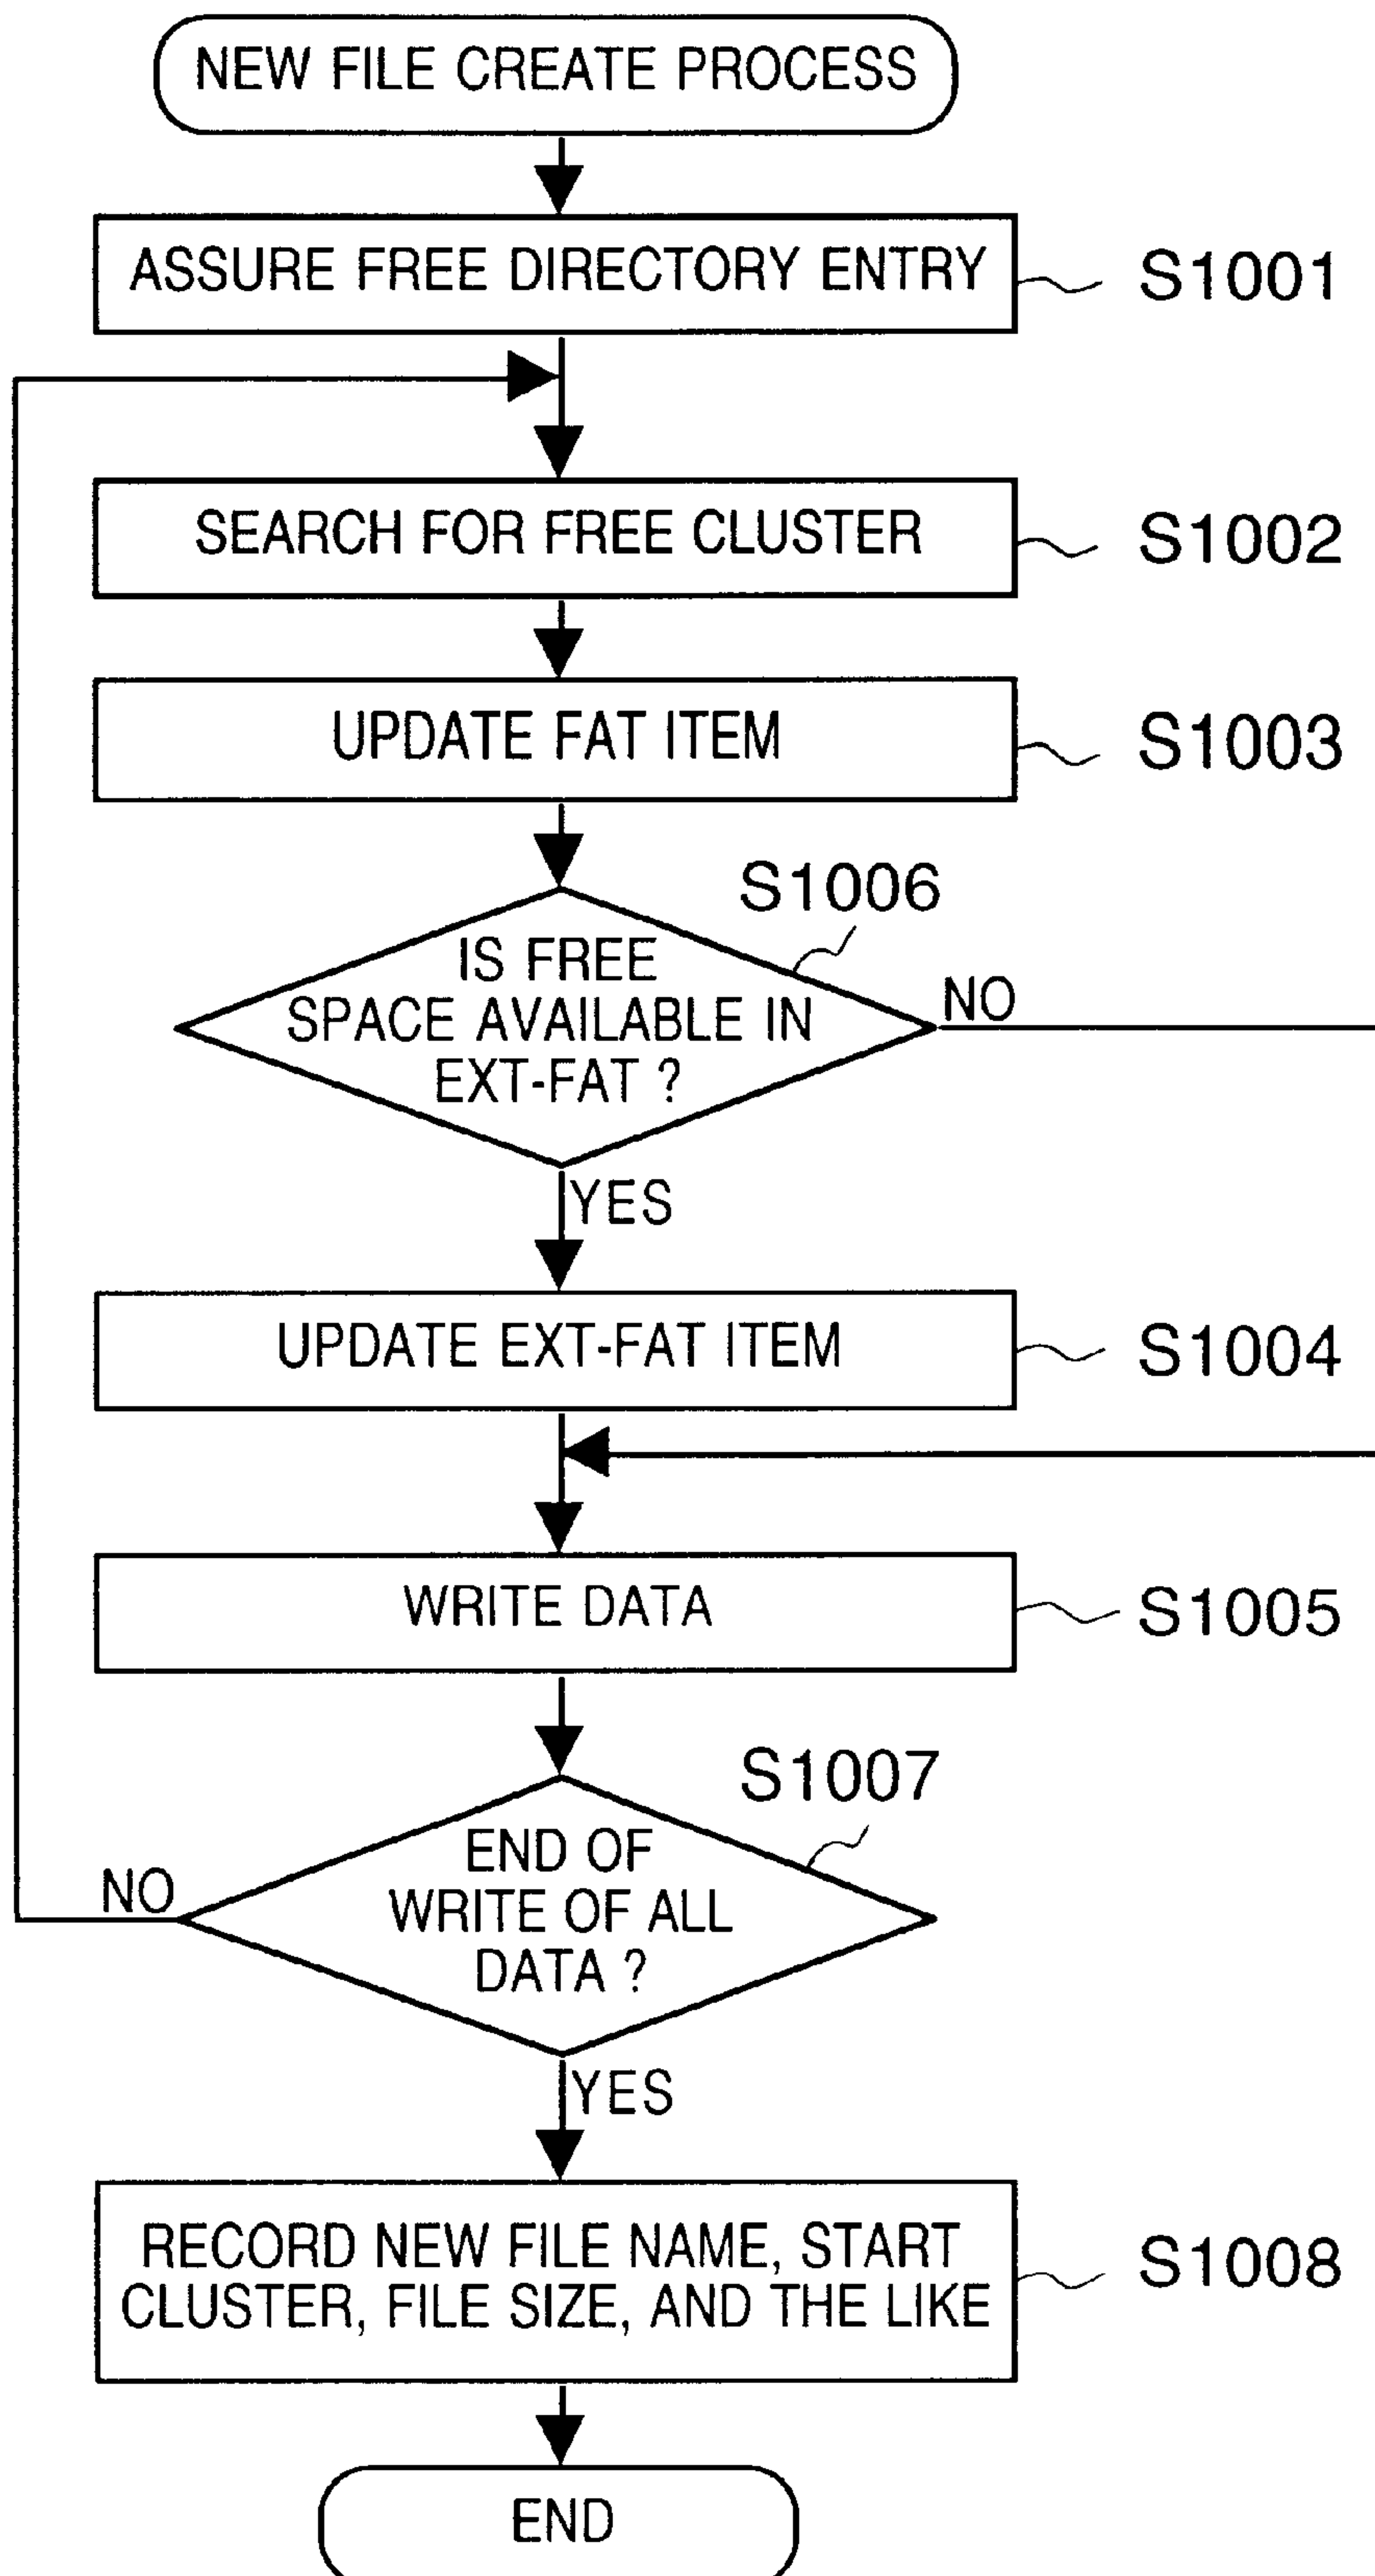 NEW FILE CREATE PROCESS
ASSURE FREE DIRECTORY ENTRY
S1001
SEARCH FOR FREE CLUSTER
S1002
UPDATE FAT ITEM
S1003
S1006
IS FREE
SPACE AVAILABLE IN
EXT-FAT ?
NO
YES
UPDATE EXT-FAT ITEM
S1004
WRITE DATA
S1005
S1007
END OF
WRITE OF ALL
DATA ?
NO
YES
RECORD NEW FILE NAME, START
CLUSTER, FILE SIZE, AND THE LIKE
S1008
END